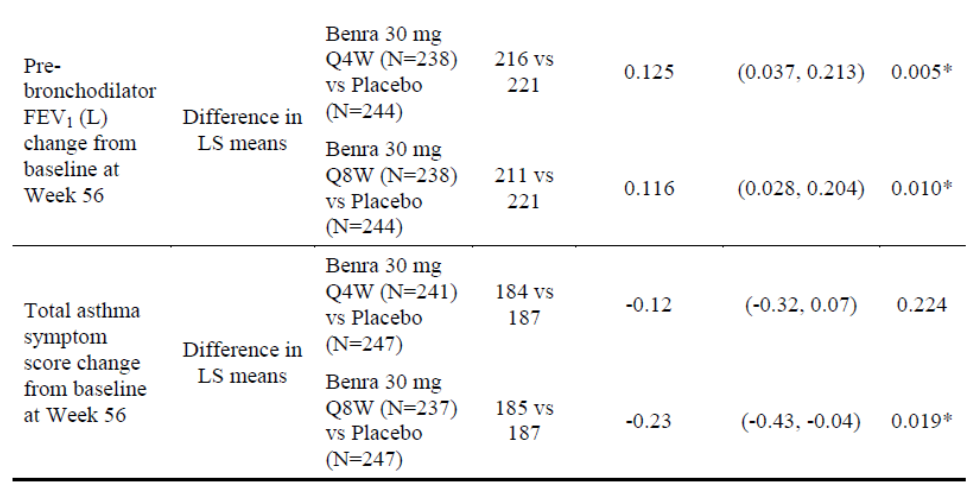 Pre-
bronchodilator
FEV₁ (L)
change from
baseline at
Week 56
Difference in
LS means
Benra 30 mg
Q4W (N=238)
vs Placebo
(N=244)
216 vs
221
0.125
(0.037, 0.213)
0.005*
Benra 30 mg
Q8W (N=238)
vs Placebo
(N=244)
211 vs
221
0.116
(0.028, 0.204)
0.010*
Total asthma
symptom
score change
from baseline
at Week 56
Difference in
LS means
Benra 30 mg
Q4W (N=241)
vs Placebo
(N=247)
184 vs
187
-0.12
(-0.32, 0.07)
0.224
Benra 30 mg
Q8W (N=237)
vs Placebo
(N=247)
185 vs
187
-0.23
(-0.43, -0.04)
0.019*